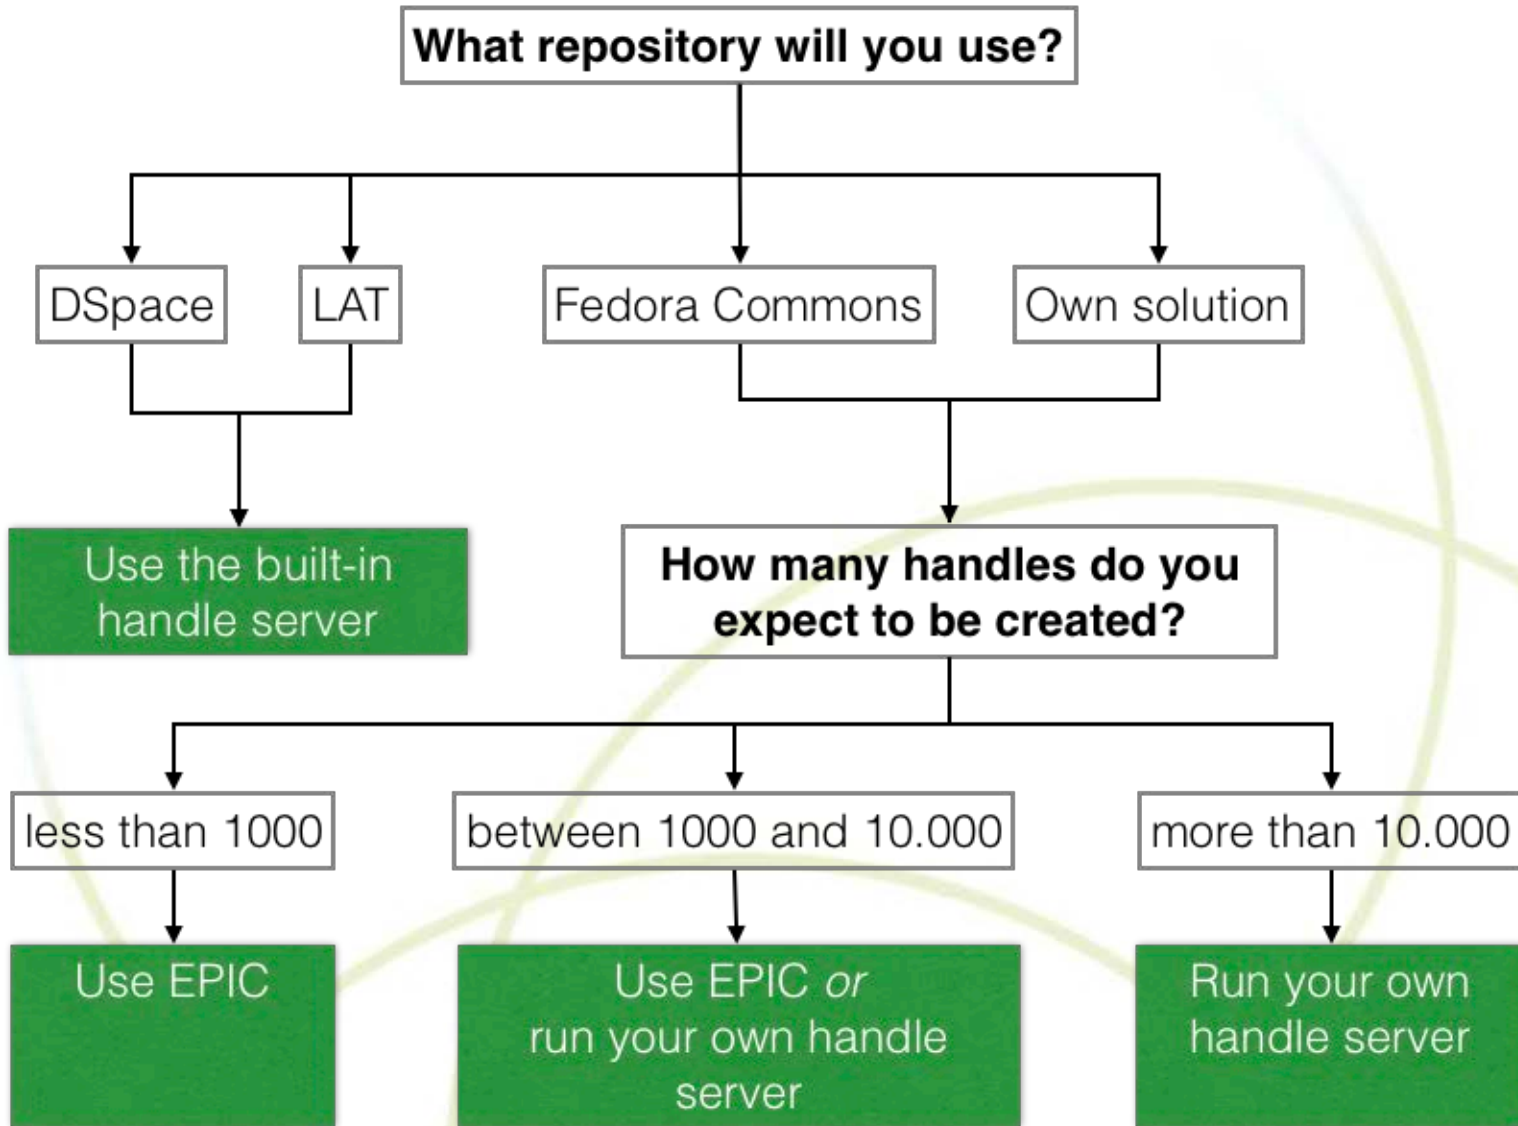 What repository will you use?
DSpace
LAT
Fedora Commons
Own solution
Use the built-in
handle server
How many handles do you
expect to be created?
less than 1000
between 1000 and 10.000
more than 10.000
Use EPIC
Use EPIC or
run your own handle
server
Run your own
handle server